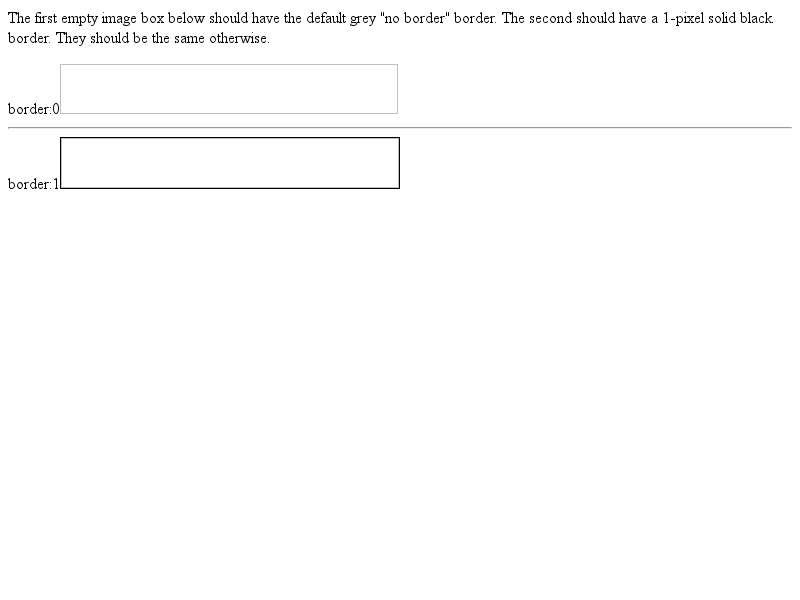 The first empty image box below should have the default grey "no border" border. The second should have a 1-pixel solid black
border. They should be the same otherwise.
border:0
border:1